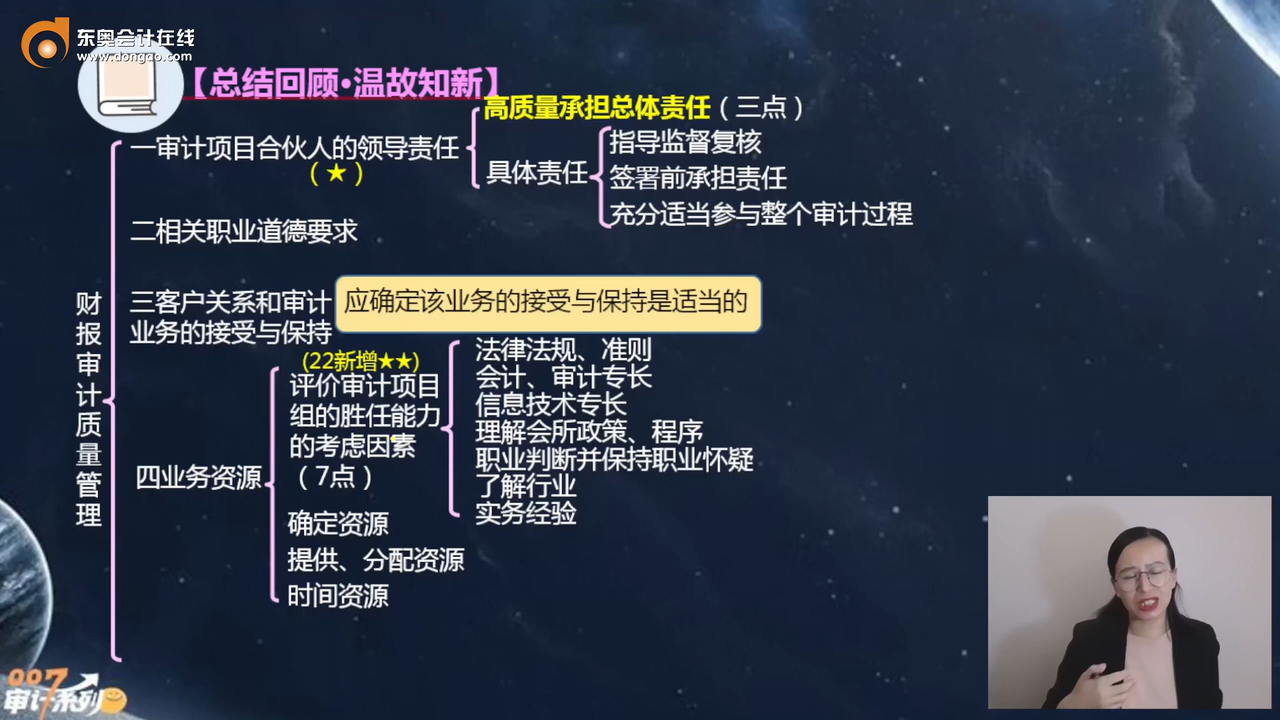 东奥会计在线
www.dongao.com
【总结回顾·温故知新】
财报审计质量管理
一审计项目合伙人的领导责任
（★）
高质量承担总体责任（三点）
具体责任
指导监督复核
签署前承担责任
充分适当参与整个审计过程
二相关职业道德要求
三客户关系和审计
业务的接受与保持
应确定该业务的接受与保持是适当的
四业务资源
(22新增★★)
评价审计项目
组的胜任能力
的考虑因素
（7点）
法律法规、准则
会计、审计专长
信息技术专长
理解会所政策、程序
职业判断并保持职业怀疑
了解行业
实务经验
确定资源
提供、分配资源
时间资源
007
审计系列